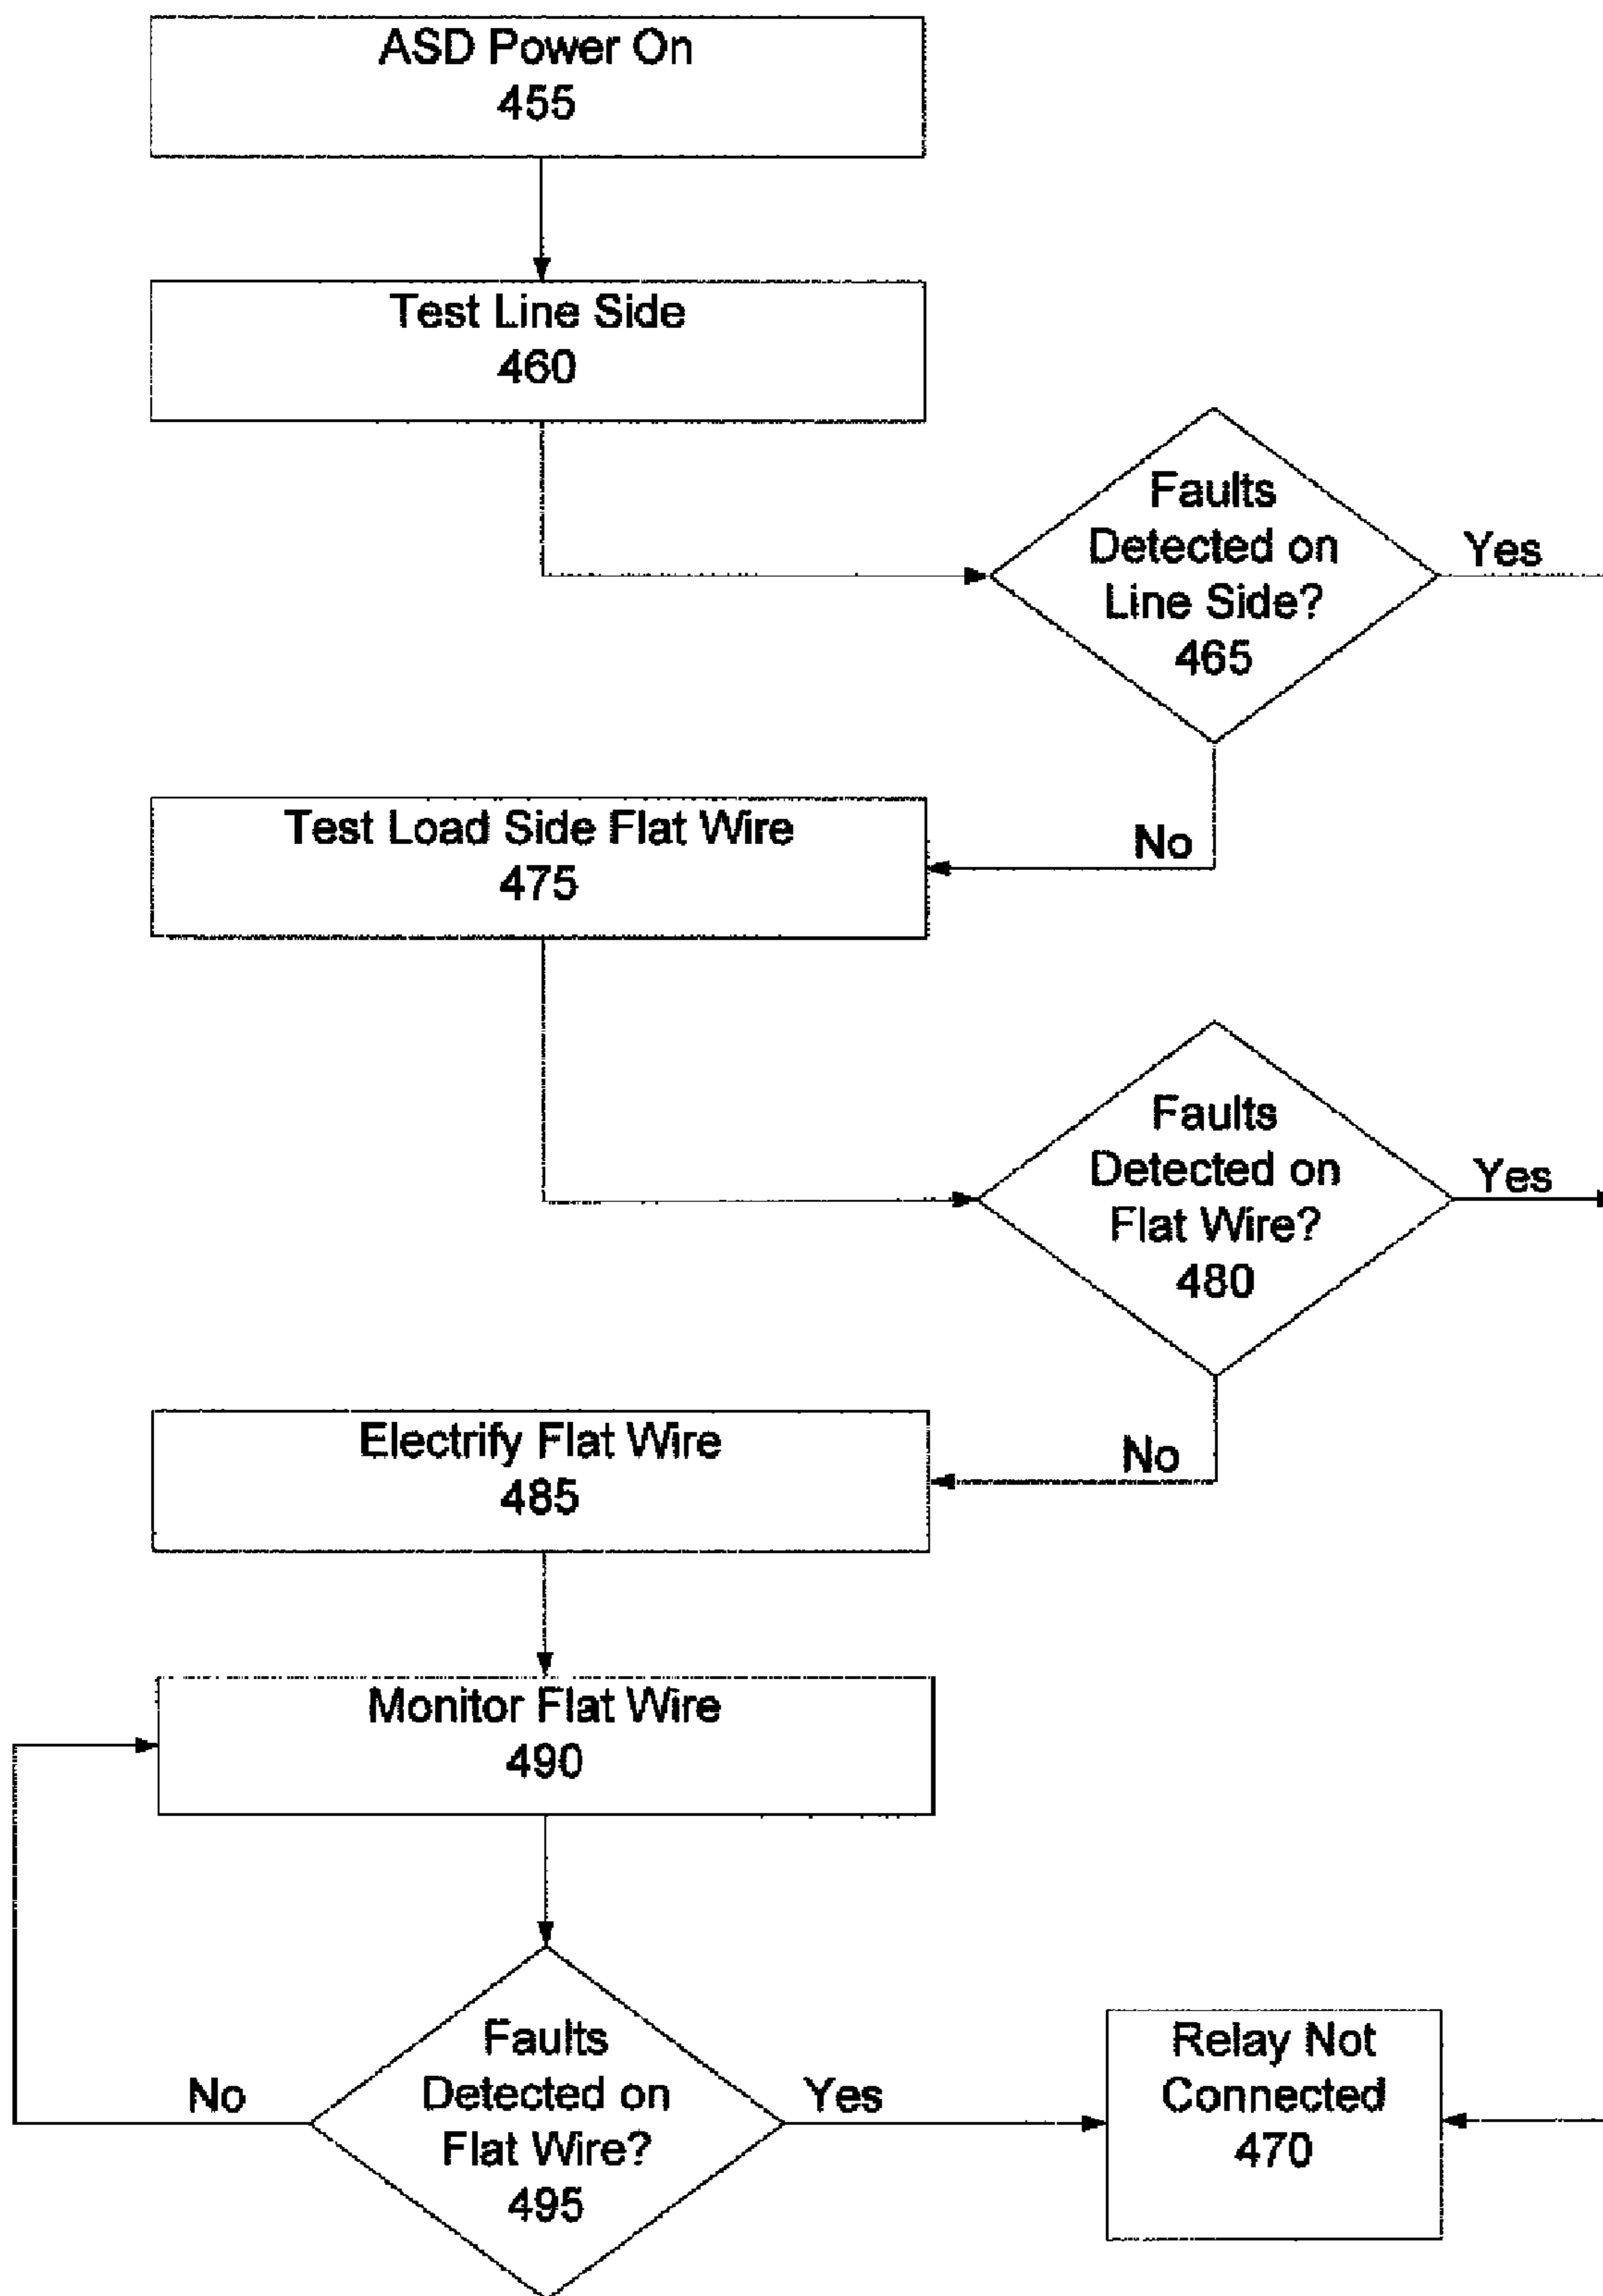 ASD Power On
455
Test Line Side
460
Faults
Detected on
Line Side?
465
Yes
No
Test Load Side Flat Wire
475
Faults
Detected on
Flat Wire?
480
Yes
No
Electrify Flat Wire
485
Monitor Flat Wire
490
Faults
Detected on
Flat Wire?
495
No
Yes
Relay Not
Connected
470